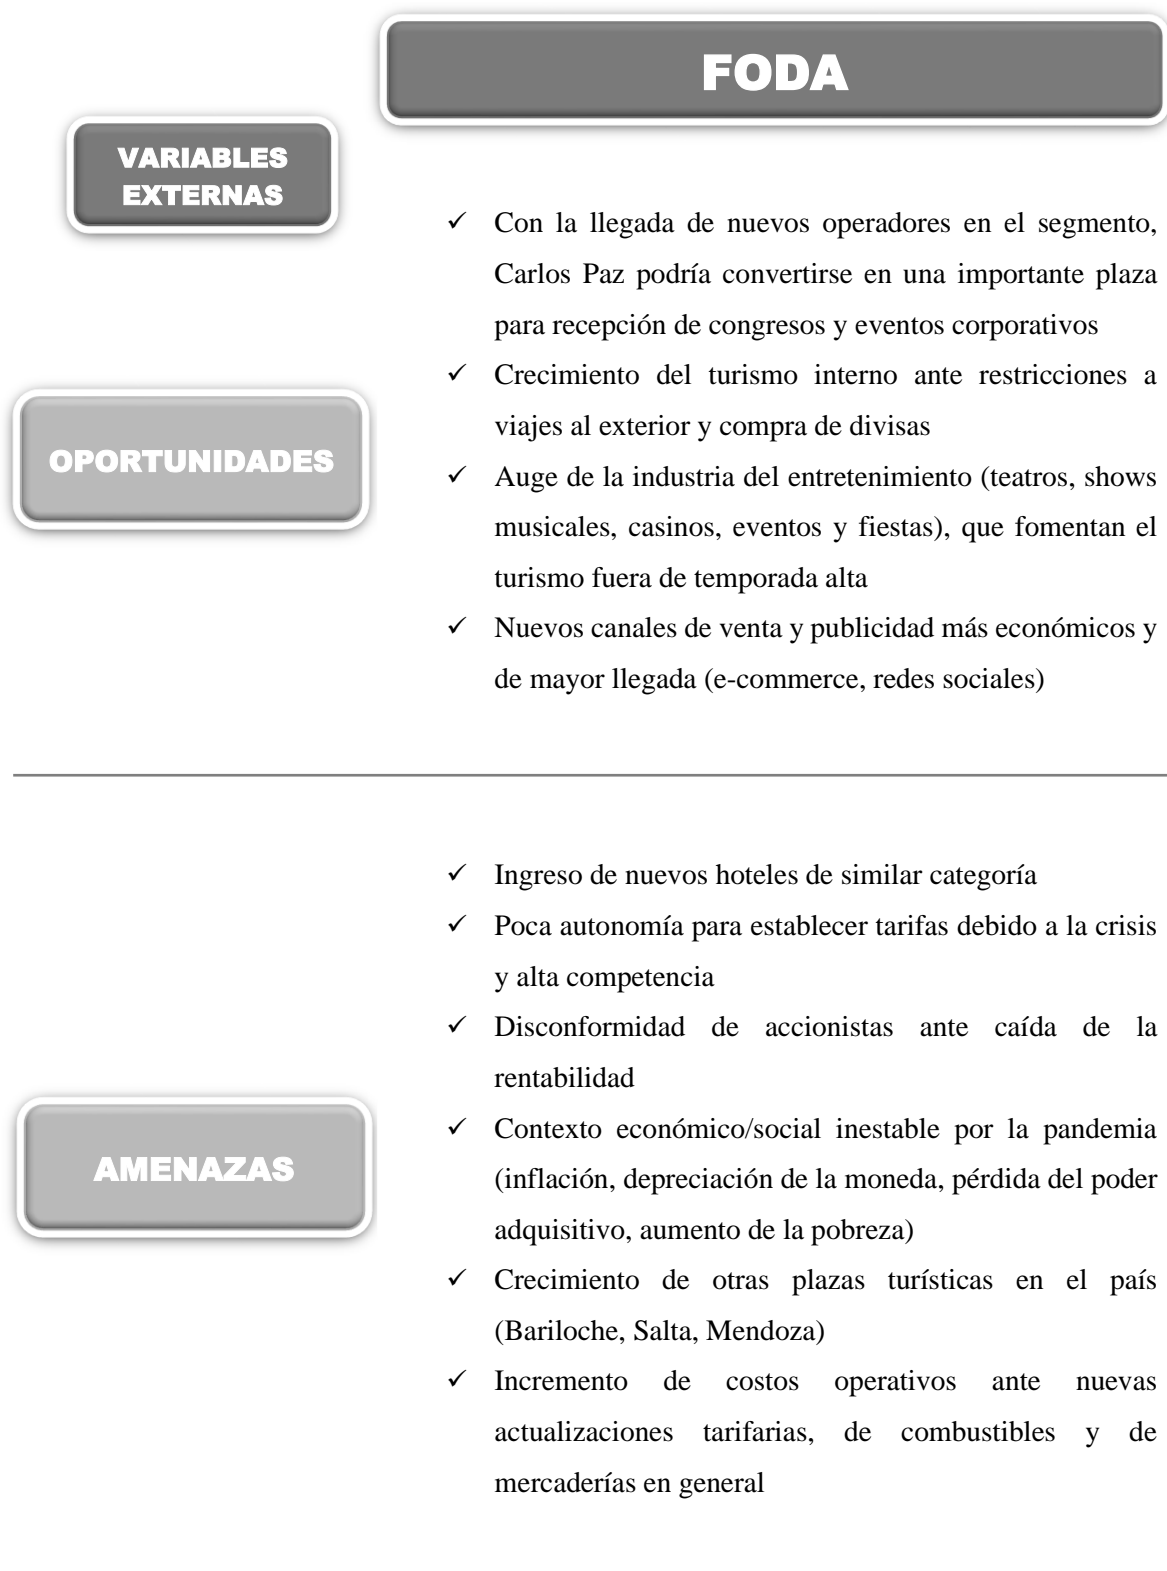 FODA
VARIABLES
EXTERNAS
✓ Con la llegada de nuevos operadores en el segmento,
Carlos Paz podría convertirse en una importante plaza
para recepción de congresos y eventos corporativos
✓ Crecimiento del turismo interno ante restricciones a
viajes al exterior y compra de divisas
OPORTUNIDADES
✓ Auge de la industria del entretenimiento (teatros, shows
musicales, casinos, eventos y fiestas), que fomentan el
turismo fuera de temporada alta
✓ Nuevos canales de venta y publicidad más económicos y
de mayor llegada (e-commerce, redes sociales)
✓ Ingreso de nuevos hoteles de similar categoría
✓ Poca autonomía para establecer tarifas debido a la crisis
y alta competencia
✓ Disconformidad de accionistas ante caída de la
rentabilidad
AMENAZAS
✓ Contexto económico/social inestable por la pandemia
(inflación, depreciación de la moneda, pérdida del poder
adquisitivo, aumento de la pobreza)
✓ Crecimiento de otras plazas turísticas en el país
(Bariloche, Salta, Mendoza)
✓ Incremento de costos operativos ante nuevas
actualizaciones tarifarias, de combustibles y de
mercaderías en general